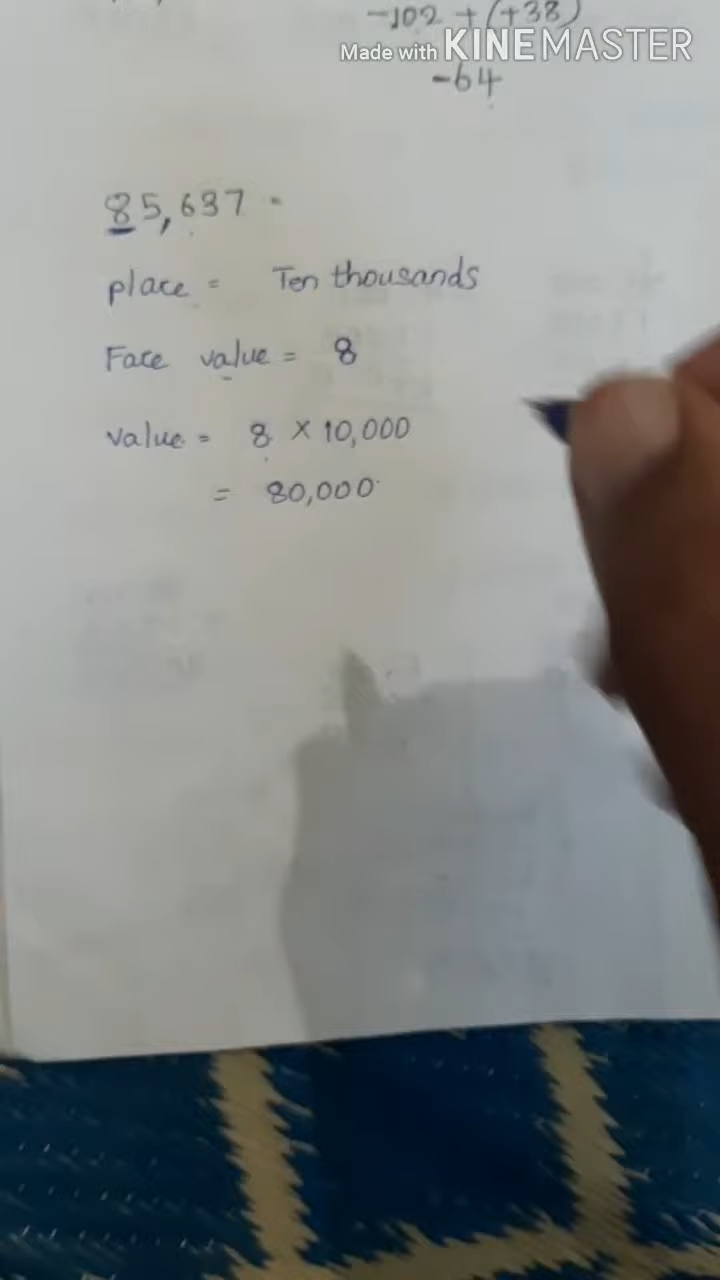 -102 + (+38)
Made with KINEMASTER
-64
85,637 -
place = Ten thousands
Face value = 8
value = 8 × 10,000
= 80,000